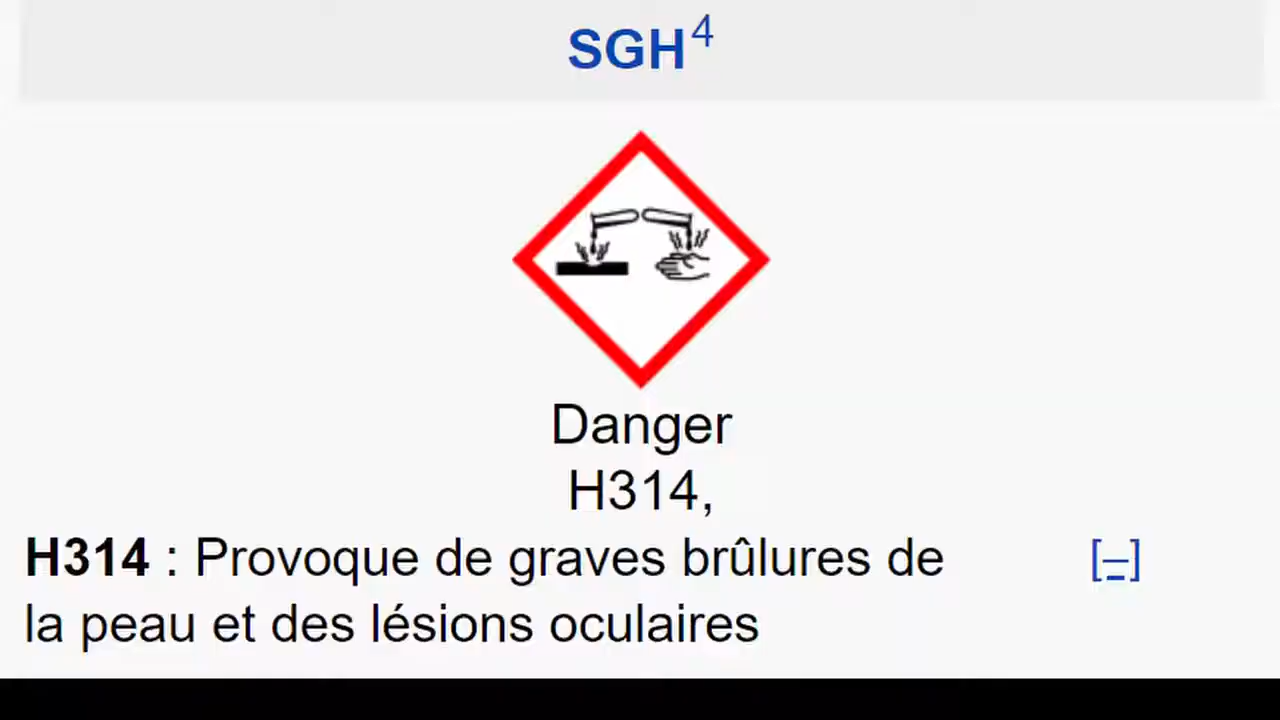 SGH4
Danger
H314,
H314 : Provoque de graves brûlures de [–]
la peau et des lésions oculaires